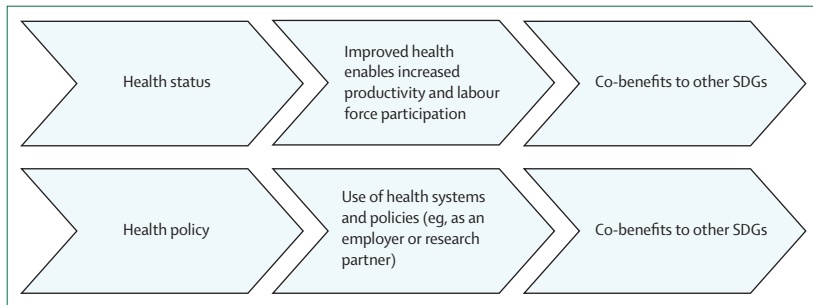 Health status
Improved health
enables increased
productivity and labour
force participation
Co-benefits to other SDGs
Health policy
Use of health systems
and policies (eg, as an
employer or research
partner)
Co-benefits to other SDGs